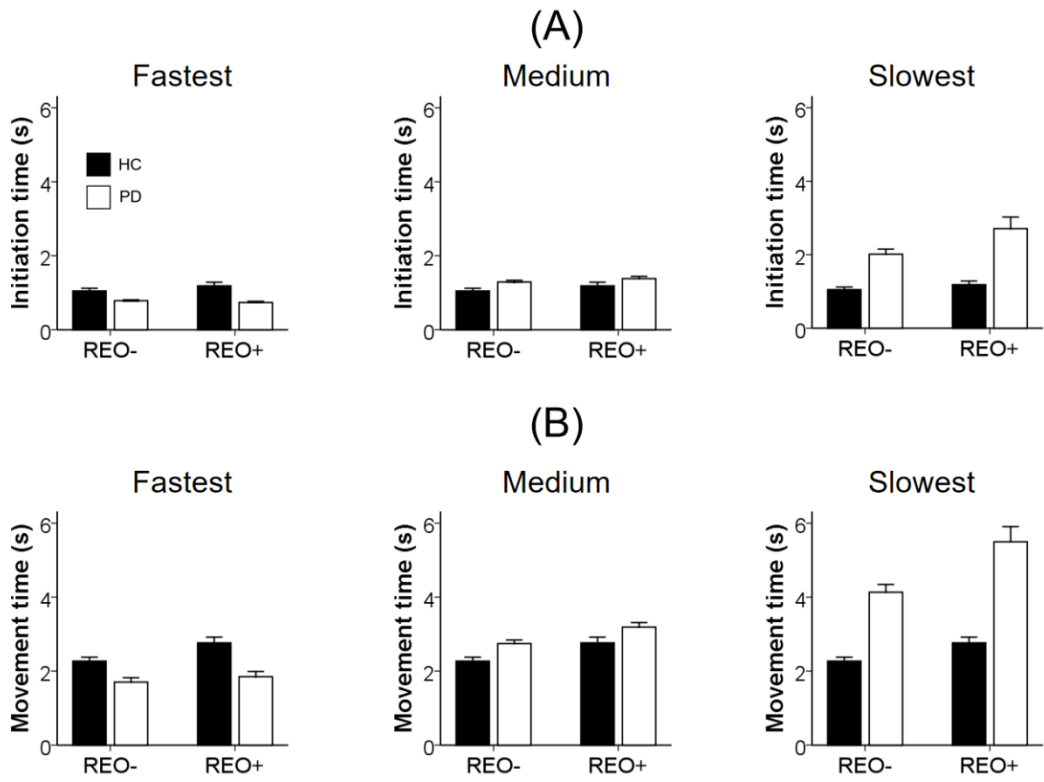 (A)
Fastest Medium Slowest
Initiation time (s) Initiation time (s) Initiation time (s)
6 6 6
HC
4 4 4
PD
2 2 2
0 0 0
REO- REO+ REO- REO+ REO- REO+
(B)
Fastest Medium Slowest
Movement time (s) Movement time (s) Movement time (s)
6 6 6
4 4 4
2 2 2
0 0 0
REO- REO+ REO- REO+ REO- REO+